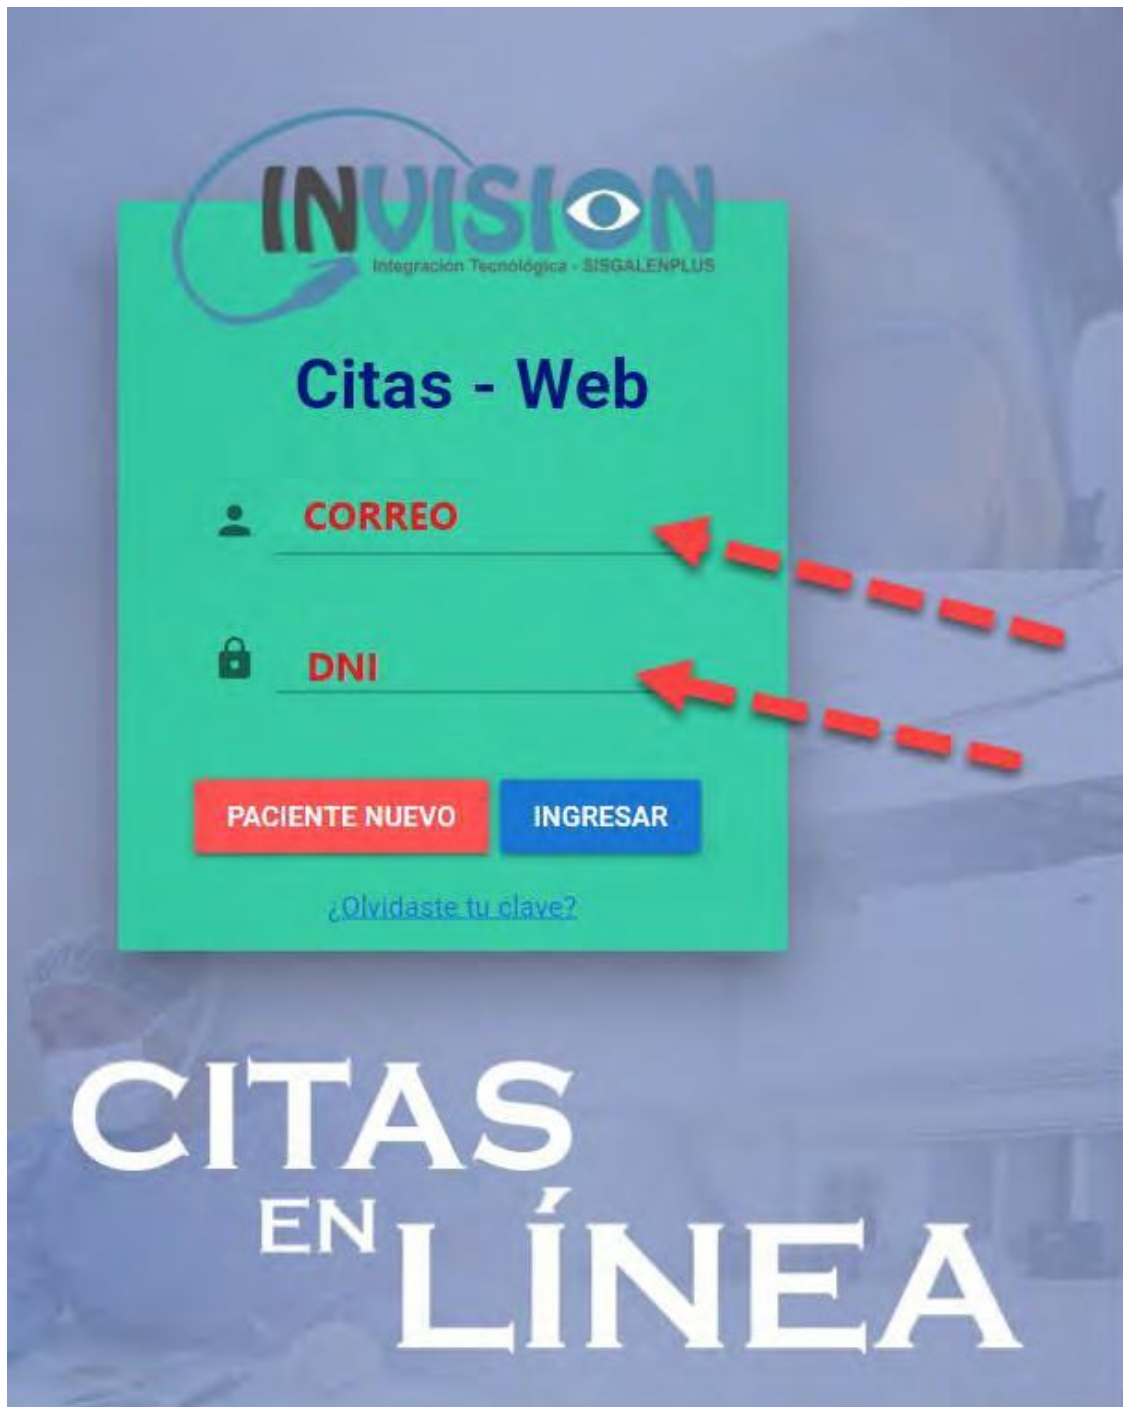 INVISION
Integración Tecnológica - SISGALENPLUS
Citas - Web
CORREO
DNI
PACIENTE NUEVO
INGRESAR
¿Olvidaste tu clave?
CITAS
EN
LÍNEA